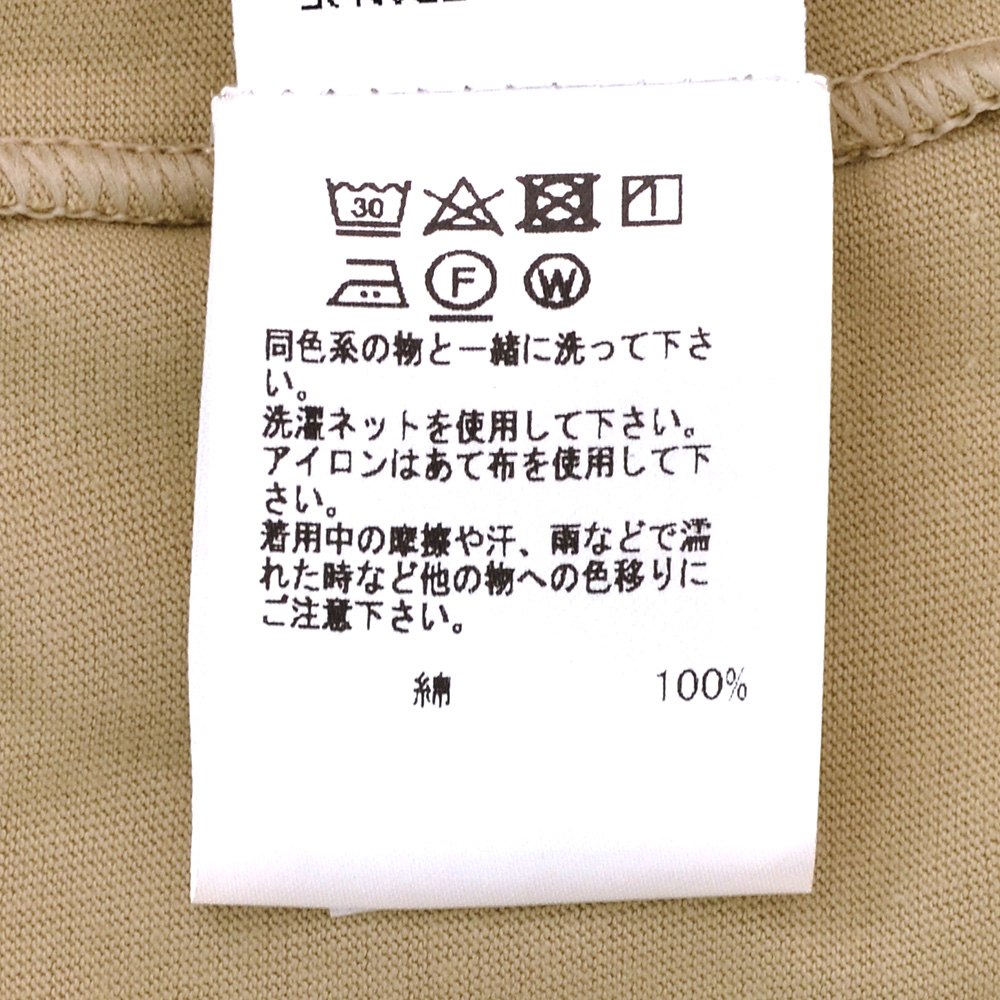 30
F
W
同色系の物と一緒に洗って下さ
い。
洗濯ネットを使用して下さい。
アイロンはあて布を使用して下
さい。
着用中の摩擦や汗、雨などで濡
れた時など他の物への色移りに
ご注意下さい。
綿 100%